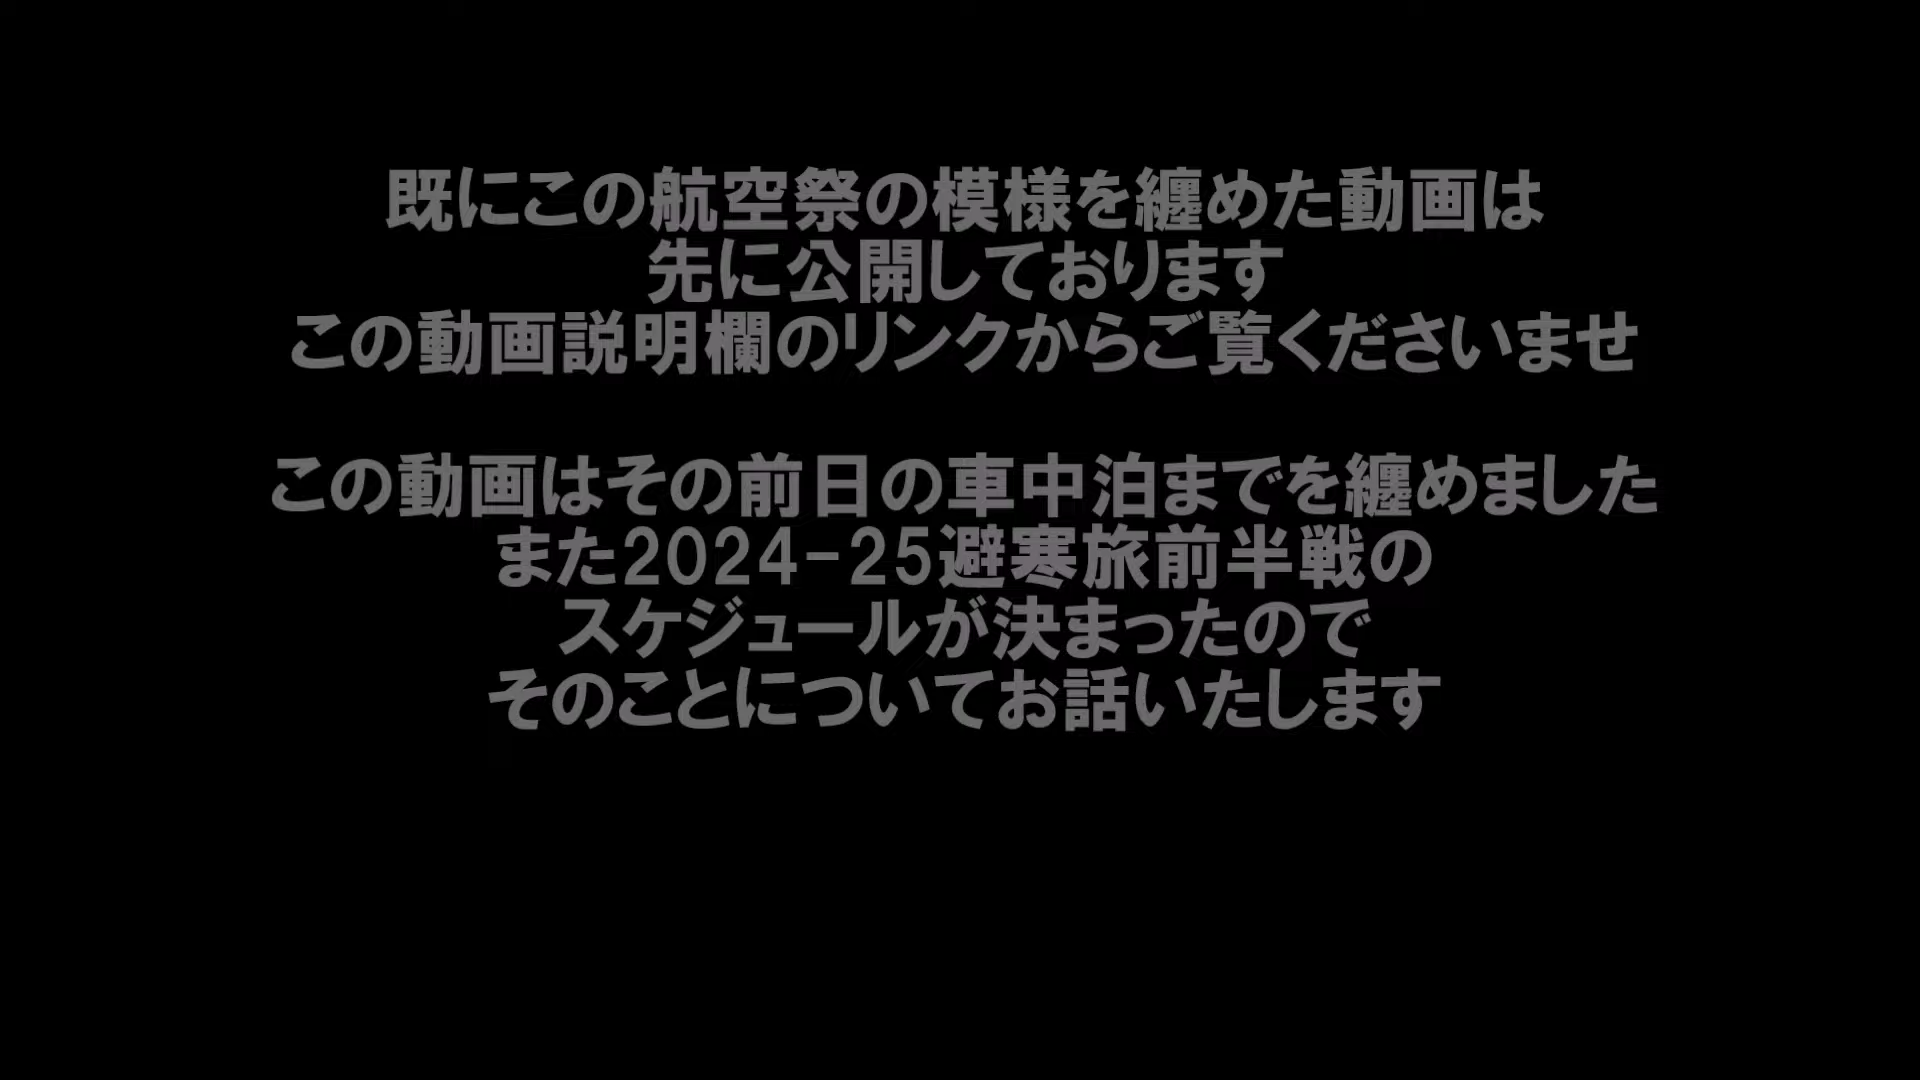 既にこの航空祭の模様を纏めた動画は
先に公開しております
この動画説明欄のリンクからご覧くださいませ
この動画はその前日の車中泊までを纏めました
また2024-25避寒旅前半戦の
スケジュールが決まったので
そのことについてお話いたします